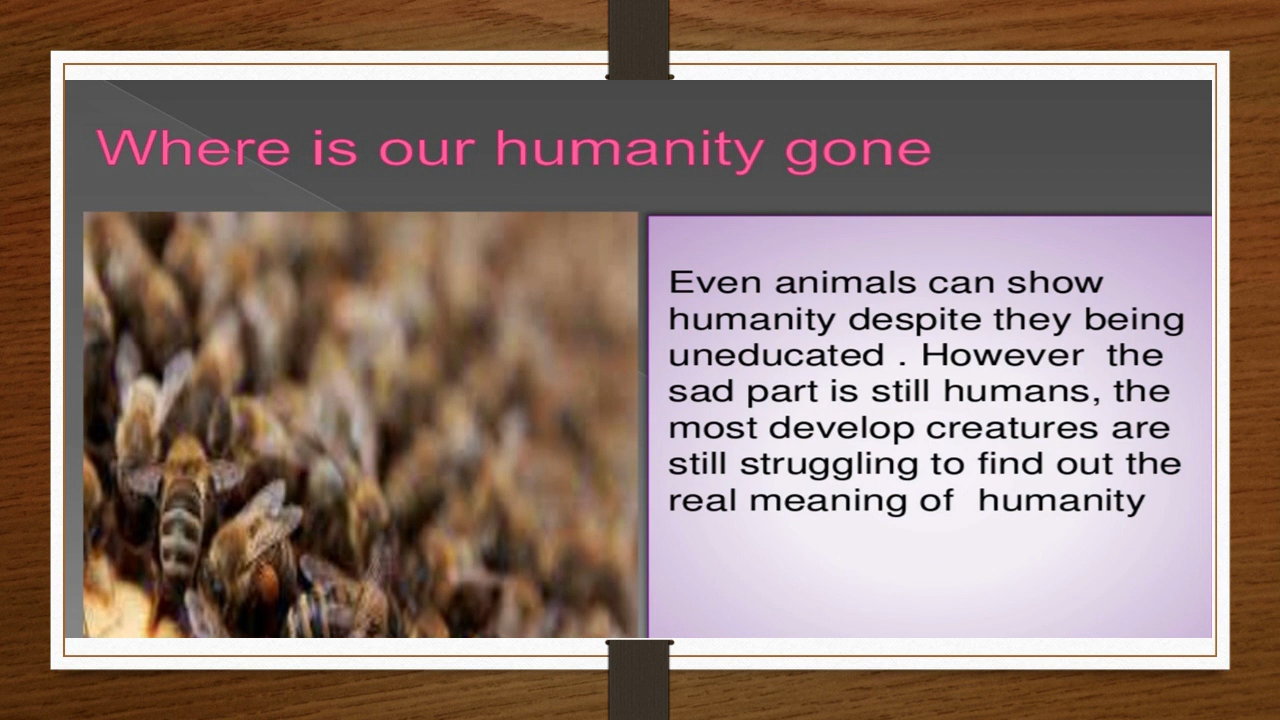 Where is our humanity gone
Even animals can show
humanity despite they being
uneducated . However  the
sad part is still humans, the
most develop creatures are
still struggling to find out the
real meaning of  humanity